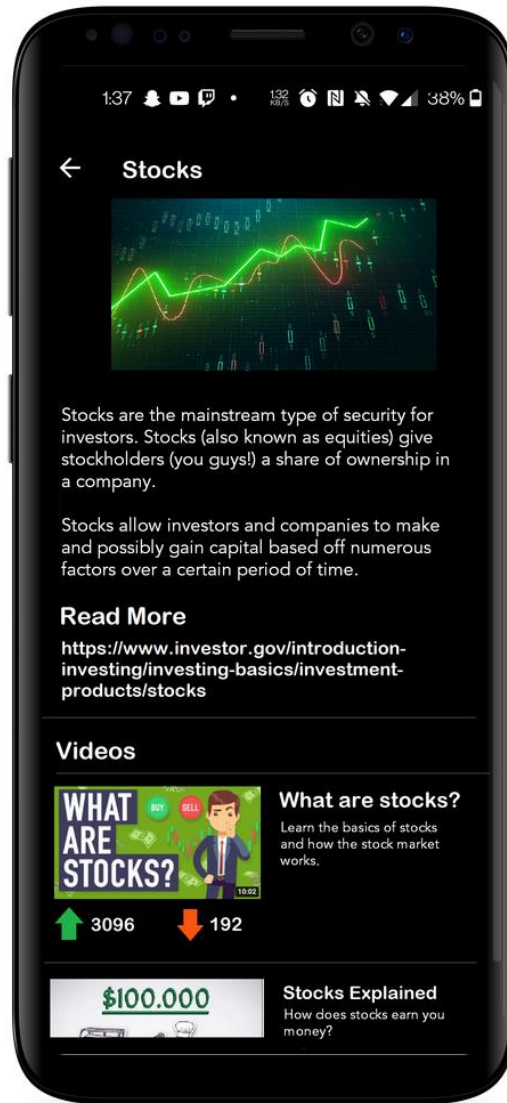 1:37 • 132 KB/S 38%
Stocks
Stocks are the mainstream type of security for
investors. Stocks (also known as equities) give
stockholders (you guys!) a share of ownership in
a company.
Stocks allow investors and companies to make
and possibly gain capital based off numerous
factors over a certain period of time.
Read More
https://www.investor.gov/introduction-
investing/investing-basics/investment-
products/stocks
Videos
WHAT
ARE
STOCKS?
BUY SELL
10:02
What are stocks?
Learn the basics of stocks
and how the stock market
works.
3096 192
$100.000
Stocks Explained
How does stocks earn you
money?